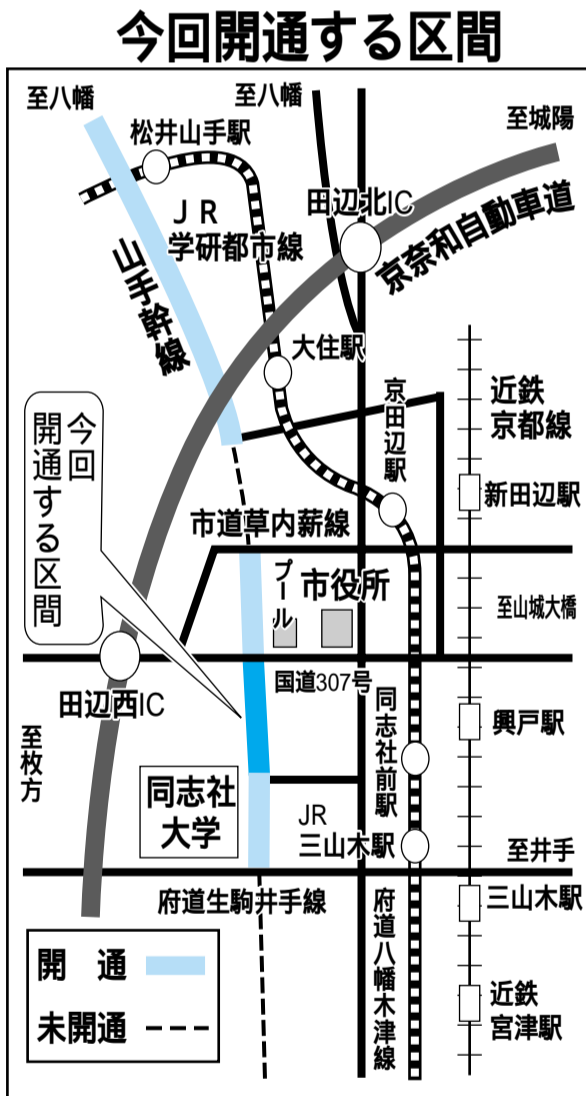 今回開通する区間
至八幡
至八幡
至城陽
松井山手駅
田辺北IC
京奈和自動車道
ＪＲ
学研都市線
山手幹線
大住駅
京田辺駅
近鉄
京都線
今回
開通する区間
新田辺駅
市道草内薪線
プール
市役所
至山城大橋
国道307号
田辺西IC
同志社前駅
興戸駅
至枚方
同志社
大学
JR
三山木駅
至井手
府道生駒井手線
府道八幡木津線
三山木駅
近鉄
宮津駅
開　通
未開通